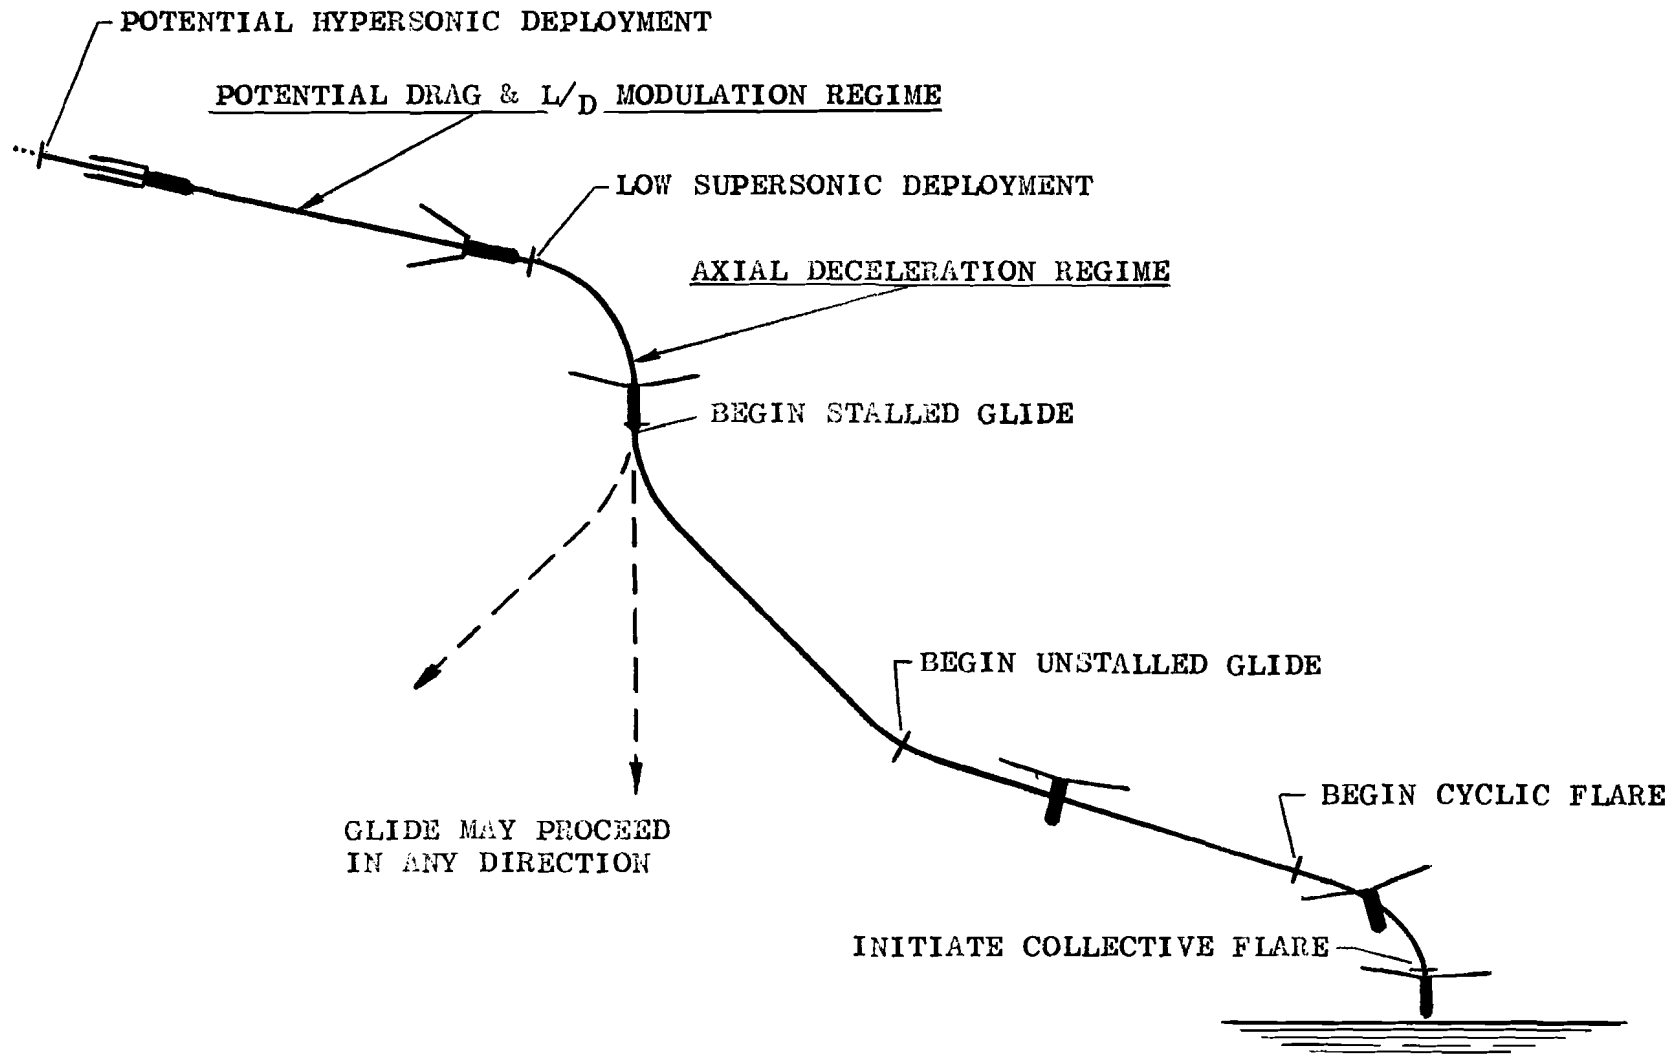 POTENTIAL HYPERSONIC DEPLOYMENT
POTENTIAL DRAG & L/D MODULATION REGIME
LOW SUPERSONIC DEPLOYMENT
AXIAL DECELERATION REGIME
BEGIN STALLED GLIDE
BEGIN UNSTALLED GLIDE
BEGIN CYCLIC FLARE
GLIDE MAY PROCEED
IN ANY DIRECTION
INITIATE COLLECTIVE FLARE